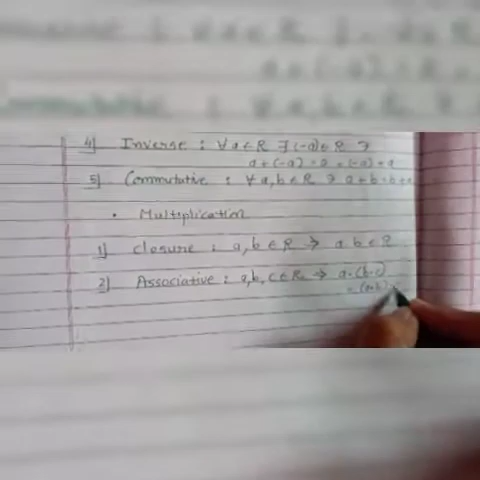 4] Inverse : ∀ a ∈ R ∃ (-a) ∈ R ∋
a + (-a) = 0 = (-a) + a
5] Commutative : ∀ a, b ∈ R ∋ a + b = b + a
• Multiplication
1] closure : a, b ∈ R ⇒ a b ∈ R
2] Associative : a, b, c ∈ R ⇒ a · (b · c)
= (a·b)